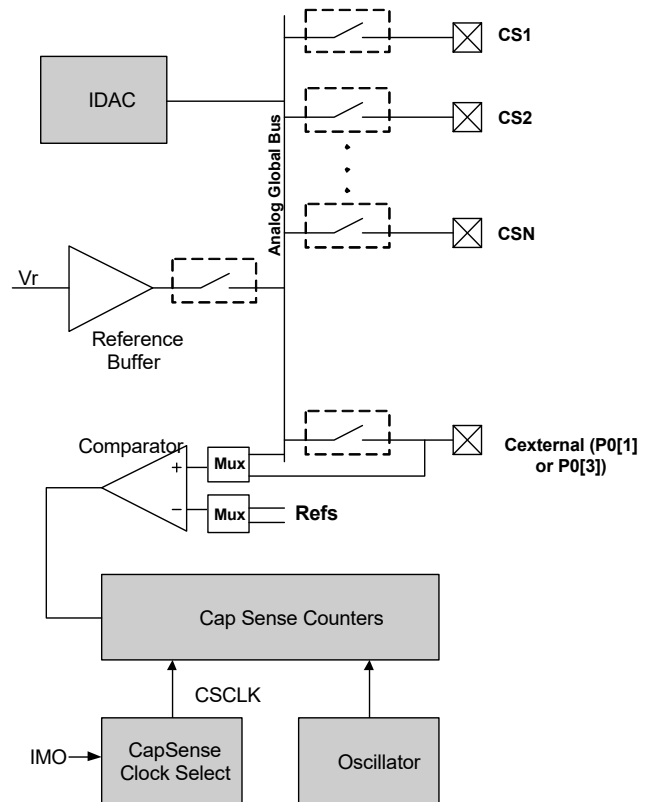 CS1
IDAC
CS2
Analog Global Bus
CSN
Vr
Reference
Buffer
Comparator
Cexternal (P0[1]
or P0[3])
+
Mux
−
Mux
Refs
Cap Sense Counters
CSCLK
IMO
CapSense
Clock Select
Oscillator